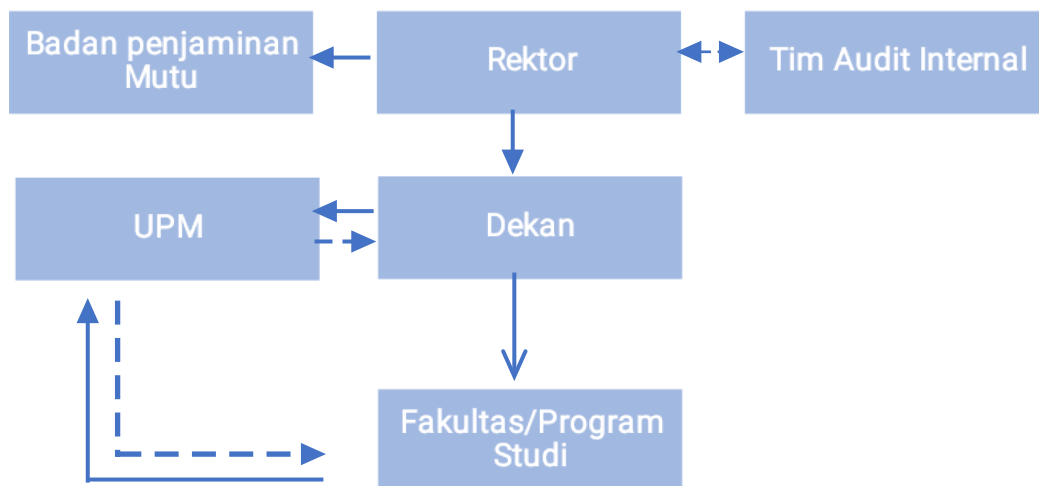 Badan penjaminan
Mutu
Rektor
Tim Audit Internal
UPM
Dekan
Fakultas/Program
Studi